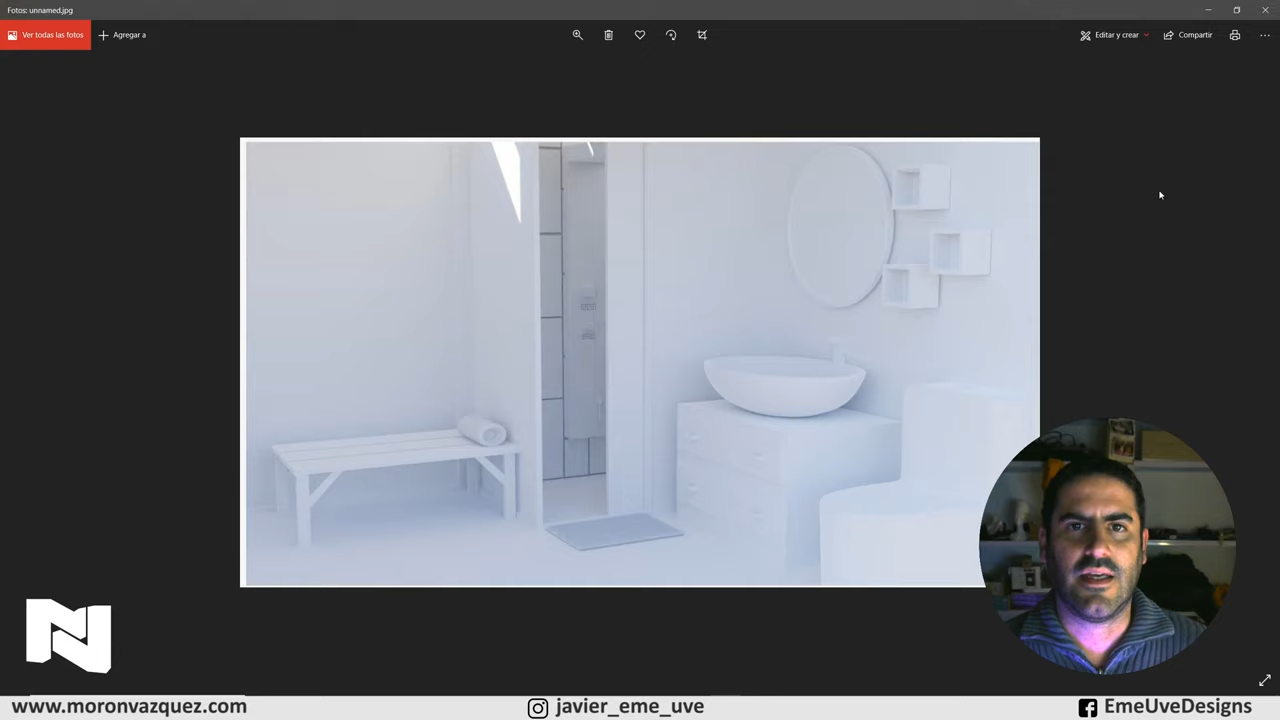 Fotos: unnamed.jpg
Ver todas las fotos
Agregar a
Editar y crear
Compartir
www.moronvazquez.com
javier_eme_uve
EmeUveDesigns